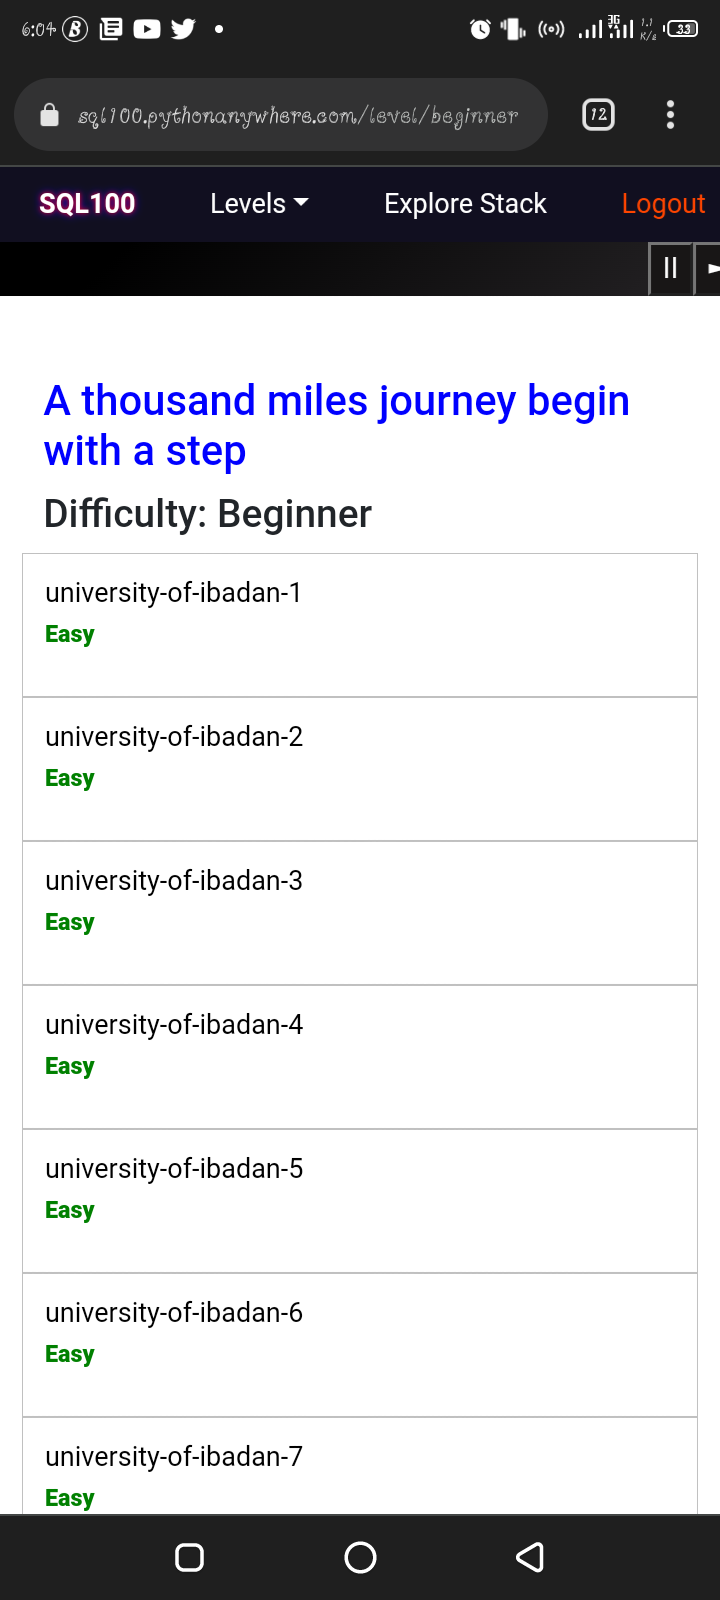 6:04
33
sql100.pythonanywhere.com/level/beginner
12
SQL100 Levels Explore Stack Logout
A thousand miles journey begin
with a step
Difficulty: Beginner
university-of-ibadan-1
Easy
university-of-ibadan-2
Easy
university-of-ibadan-3
Easy
university-of-ibadan-4
Easy
university-of-ibadan-5
Easy
university-of-ibadan-6
Easy
university-of-ibadan-7
Easy